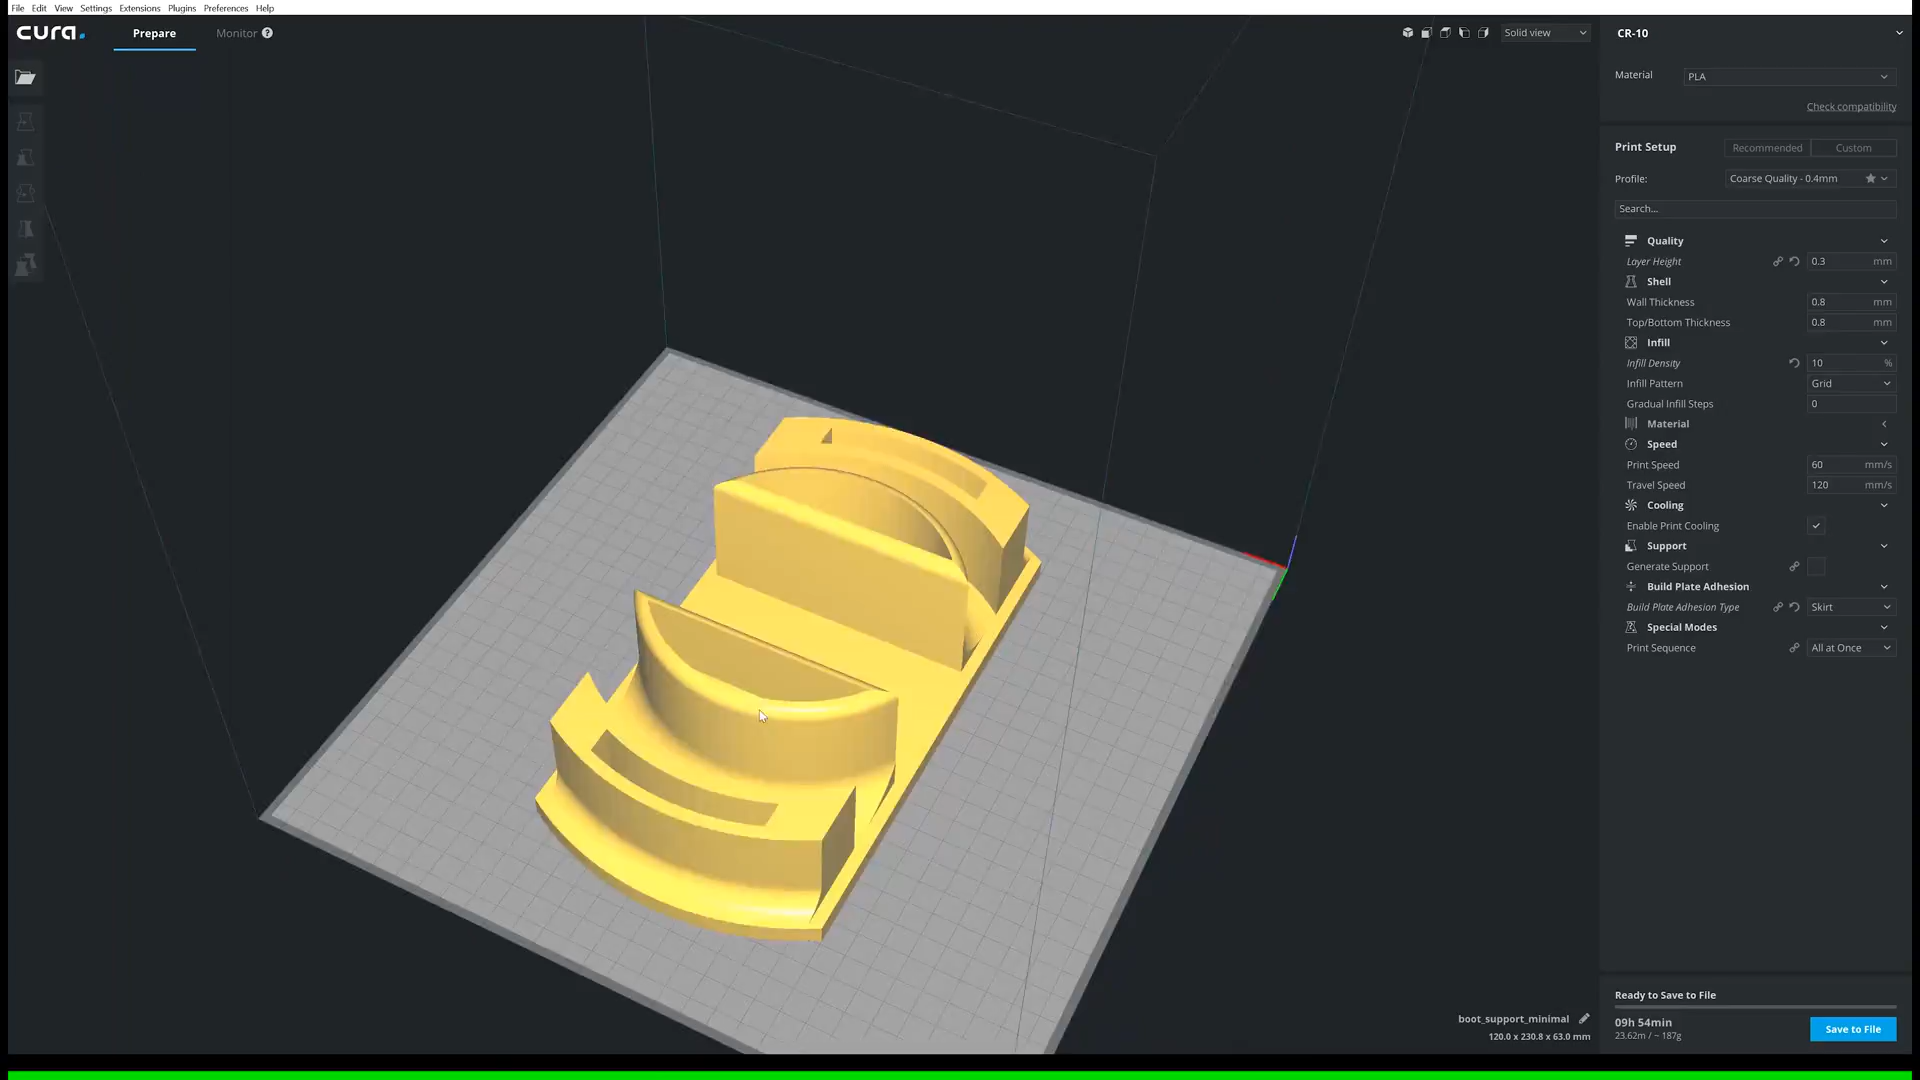 File Edit View Settings Extensions Plugins Preferences Help
cura.
Prepare
Monitor ?
Solid view
CR-10
Material
PLA
Check compatibility
Print Setup
Recommended
Custom
Profile:
Coarse Quality - 0.4mm
Search...
Quality
Layer Height
0.3 mm
Shell
Wall Thickness
0.8 mm
Top/Bottom Thickness
0.8 mm
Infill
Infill Density
10 %
Infill Pattern
Grid
Gradual Infill Steps
0
Material
Speed
Print Speed
60 mm/s
Travel Speed
120 mm/s
Cooling
Enable Print Cooling
Support
Generate Support
Build Plate Adhesion
Build Plate Adhesion Type
Skirt
Special Modes
Print Sequence
All at Once
boot_support_minimal
120.0 x 230.8 x 63.0 mm
Ready to Save to File
09h 54min
23.62m / ~ 187g
Save to File